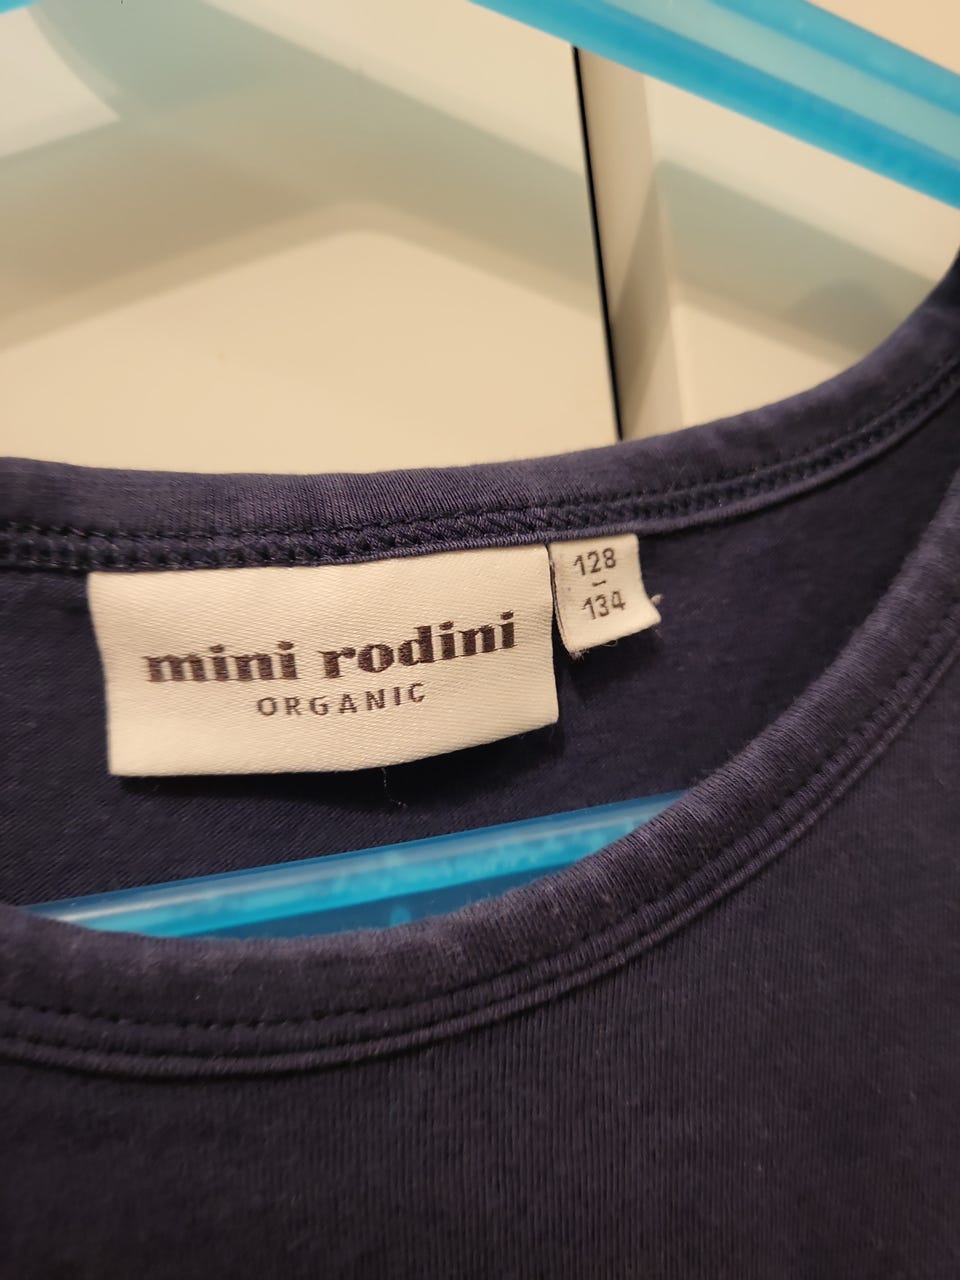 mini rodini
ORGANIC
128
–
134